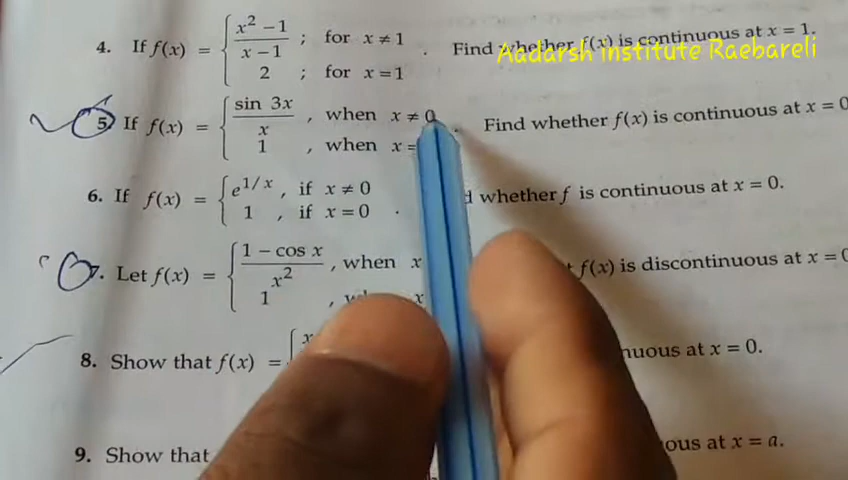 4. If f(x) = { x² − 1 / x − 1 ; for x ≠ 1 . Find whether f(x) is continuous at x = 1.
2 ; for x = 1
Aadarsh institute Raebareli
5. If f(x) = { sin 3x / x , when x ≠ 0 . Find whether f(x) is continuous at x = 0
1 , when x =
6. If f(x) = { e^{1/x} , if x ≠ 0 whether f is continuous at x = 0.
1 , if x = 0 .
7. Let f(x) = { 1 − cos x / x² , when x f(x) is discontinuous at x = 0
1 , x
8. Show that f(x) = { at x = 0.
9. Show that at x = a.